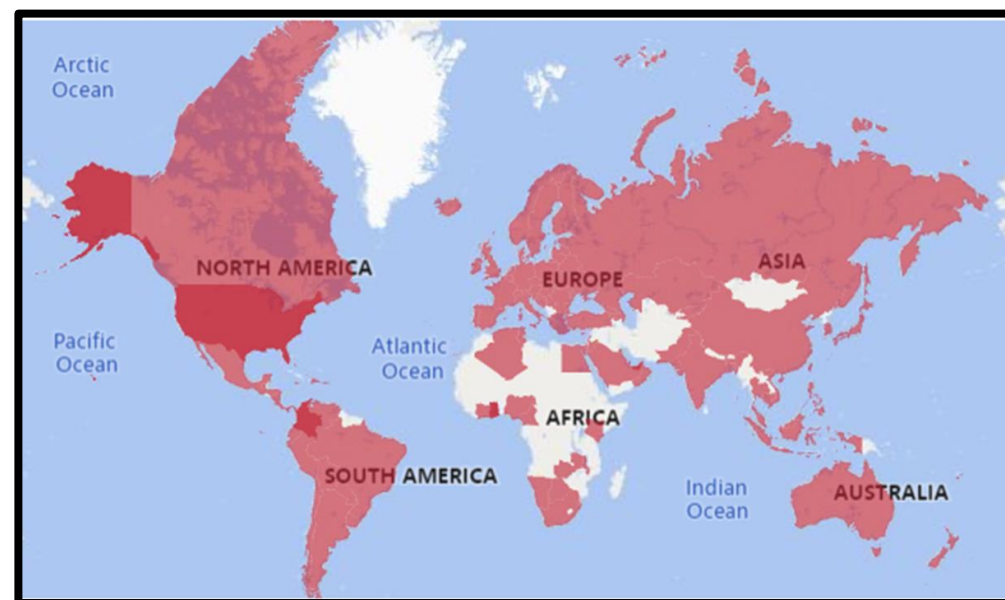 Arctic
Ocean
NORTH AMERICA
EUROPE
ASIA
Pacific
Ocean
Atlantic
Ocean
AFRICA
SOUTH AMERICA
Indian
Ocean
AUSTRALIA